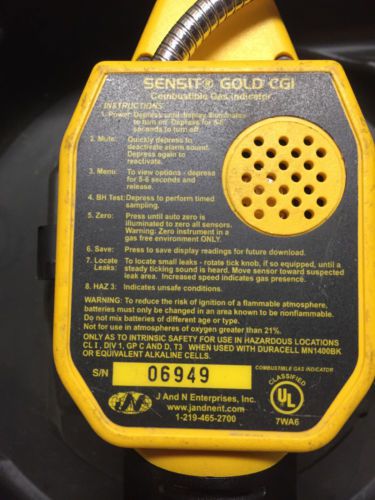 SENSIT® GOLD CGI
Combustible Gas Indicator
INSTRUCTIONS
1. Power: Depress until display illuminates
to turn off. Depress for 5-6
seconds to turn off.
2. Mute: Quickly depress to
deactivate alarm sound.
Depress again to
reactivate.
3. Menu: To view options - depress
for 5-6 seconds and
release.
4. BH Test: Depress to perform timed
sampling.
5. Zero: Press until auto zero is
illuminated to zero all sensors.
Warning: Zero instrument in a
gas free environment ONLY.
6. Save: Press to save display readings for future download.
7. Locate To locate small leaks - rotate tick knob, if so equipped, until a
Leaks: steady ticking sound is heard. Move sensor toward suspected
leak area. Increased speed indicates gas presence.
8. HAZ 3: Indicates unsafe conditions.
WARNING: To reduce the risk of ignition of a flammable atmosphere,
batteries must only be changed in an area known to be nonflammable.
Do not mix batteries of different age or type.
Not for use in atmospheres of oxygen greater than 21%.
ONLY AS TO INTRINSIC SAFETY FOR USE IN HAZARDOUS LOCATIONS
CL I, DIV 1, GP C AND D, T3 WHEN USED WITH DURACELL MN1400BK
OR EQUIVALENT ALKALINE CELLS.
COMBUSTIBLE GAS INDICATOR
S/N 06949
CLASSIFIED
UL
7WA6
J And N Enterprises, Inc.
www.jandnent.com
1-219-465-2700